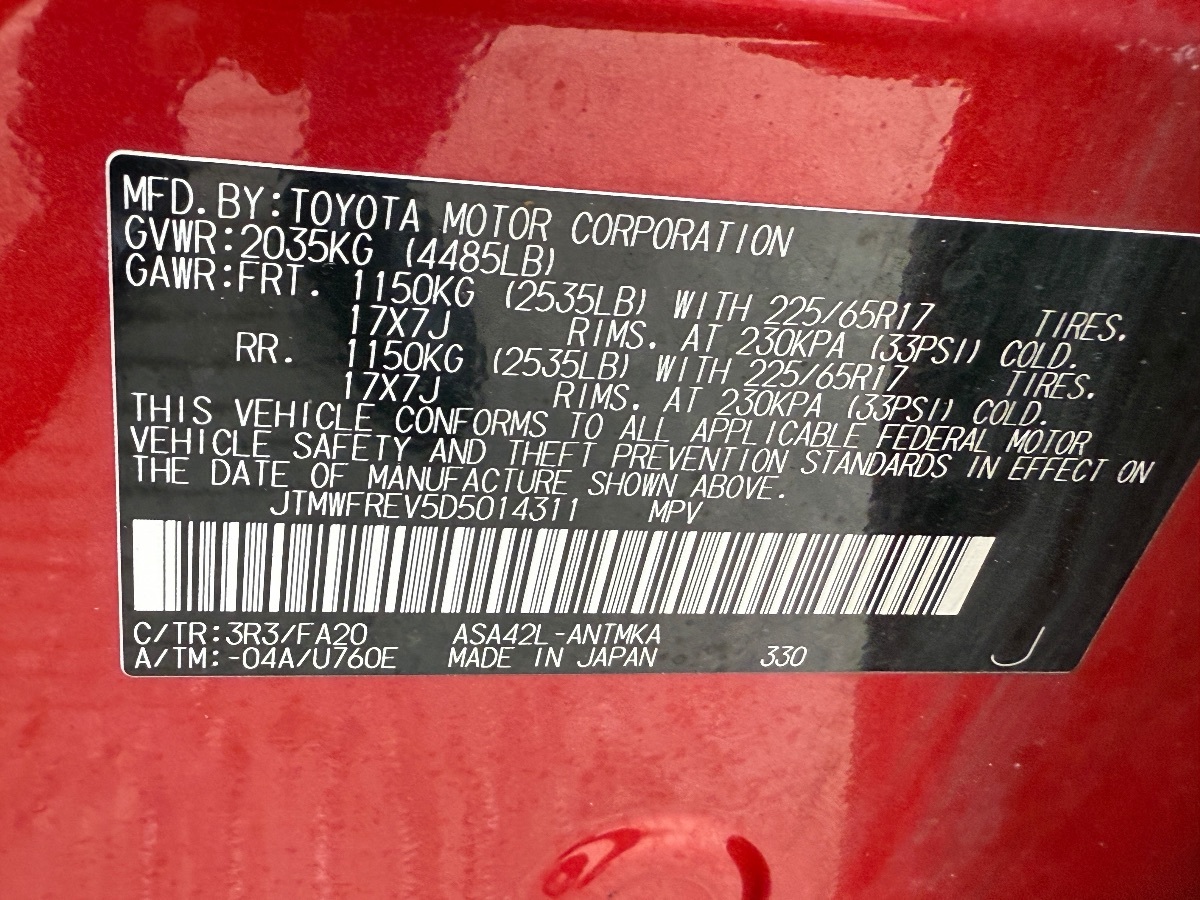 MFD. BY: TOYOTA MOTOR CORPORATION
GVWR: 2035KG (4485LB)
GAWR: FRT. 1150KG (2535LB) WITH 225/65R17 TIRES.
17X7J RIMS. AT 230KPA (33PSI) COLD.
RR. 1150KG (2535LB) WITH 225/65R17 TIRES.
17X7J RIMS. AT 230KPA (33PSI) COLD.
THIS VEHICLE CONFORMS TO ALL APPLICABLE FEDERAL MOTOR
VEHICLE SAFETY AND THEFT PREVENTION STANDARDS IN EFFECT ON
THE DATE OF MANUFACTURE SHOWN ABOVE.
JTMWFREV5D5014311 MPV
C/TR: 3R3/FA20 ASA42L-ANTMKA
A/TM: -04A/U760E MADE IN JAPAN 330 J